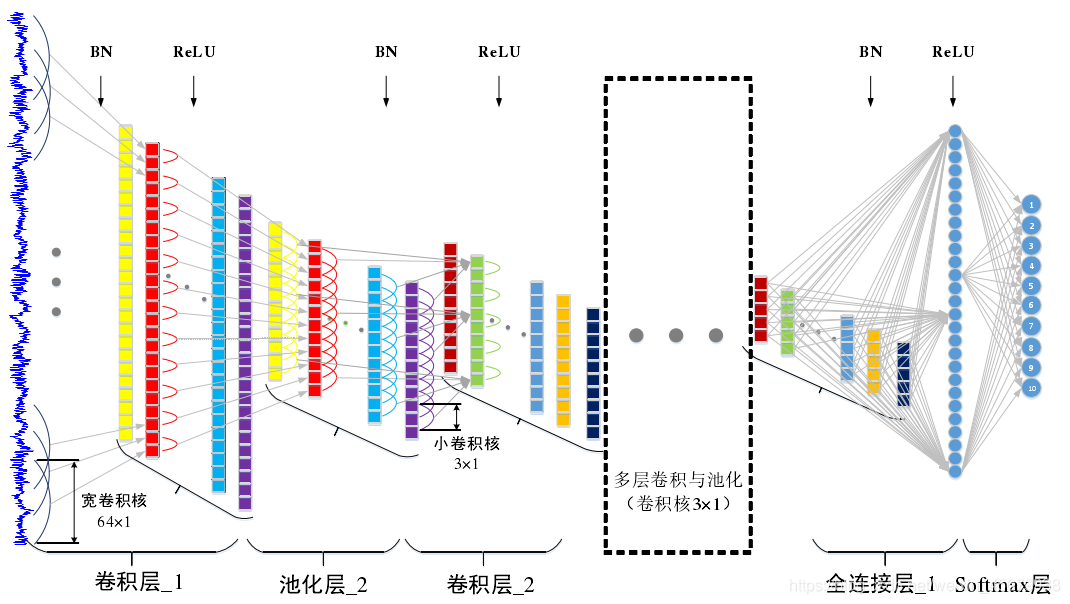 BN
ReLU
BN
ReLU
BN
ReLU
1
2
3
4
5
6
7
8
9
10
小卷积核
3×1
宽卷积核
64×1
多层卷积与池化
（卷积核3×1）
卷积层_1
池化层_2
卷积层_2
全连接层_1
Softmax层